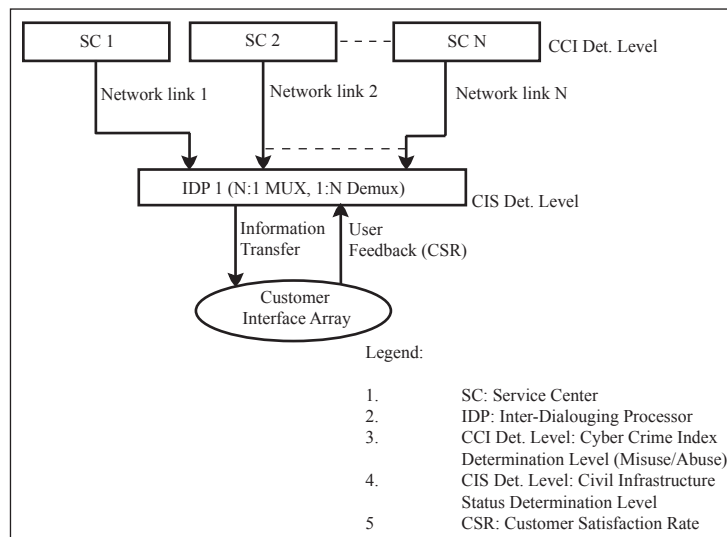 SC 1
SC 2
SC N
CCI Det. Level
Network link 1
Network link 2
Network link N
IDP 1 (N:1 MUX, 1:N Demux)
CIS Det. Level
Information
Transfer
User
Feedback (CSR)
Customer
Interface Array
Legend:
1. SC: Service Center
2. IDP: Inter-Dialouging Processor
3. CCI Det. Level: Cyber Crime Index
Determination Level (Misuse/Abuse)
4. CIS Det. Level: Civil Infrastructure
Status Determination Level
5 CSR: Customer Satisfaction Rate